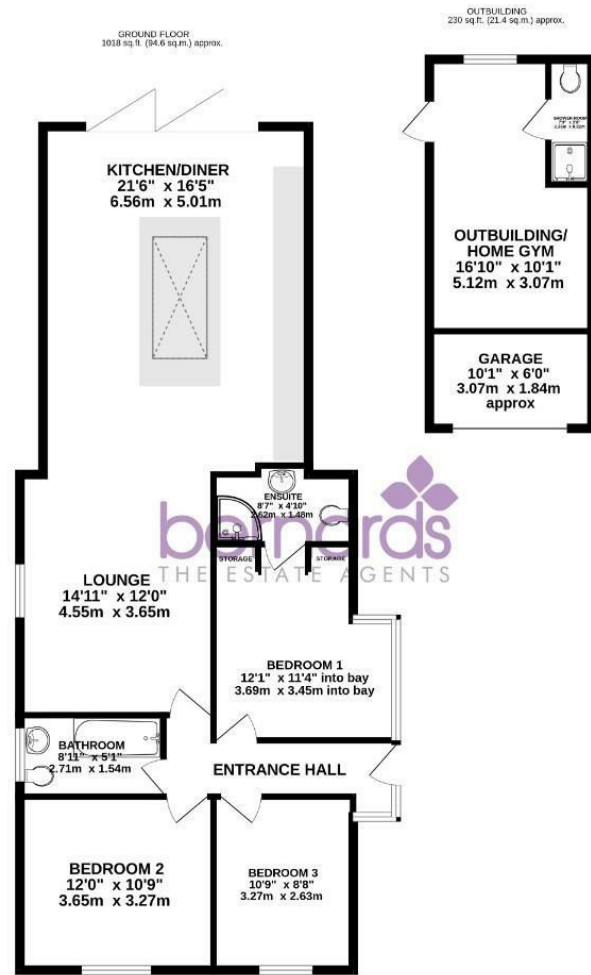 GROUND FLOOR
1018 sq.ft. (94.6 sq.m.) approx.
OUTBUILDING
230 sq.ft. (21.4 sq.m.) approx.
KITCHEN/DINER
21'6" x 16'5"
6.56m x 5.01m
SHOWER ROOM
OUTBUILDING/
HOME GYM
16'10" x 10'1"
5.12m x 3.07m
GARAGE
10'1" x 6'0"
3.07m x 1.84m
approx
ENSUITE
8'7" x 4'10"
2.62m x 1.48m
bernards
THE ESTATE AGENTS
STORAGE
STORAGE
LOUNGE
14'11" x 12'0"
4.55m x 3.65m
BEDROOM 1
12'1" x 11'4" into bay
3.69m x 3.45m into bay
BATHROOM
8'11" x 5'1"
2.71m x 1.54m
ENTRANCE HALL
BEDROOM 2
12'0" x 10'9"
3.65m x 3.27m
BEDROOM 3
10'9" x 8'8"
3.27m x 2.63m